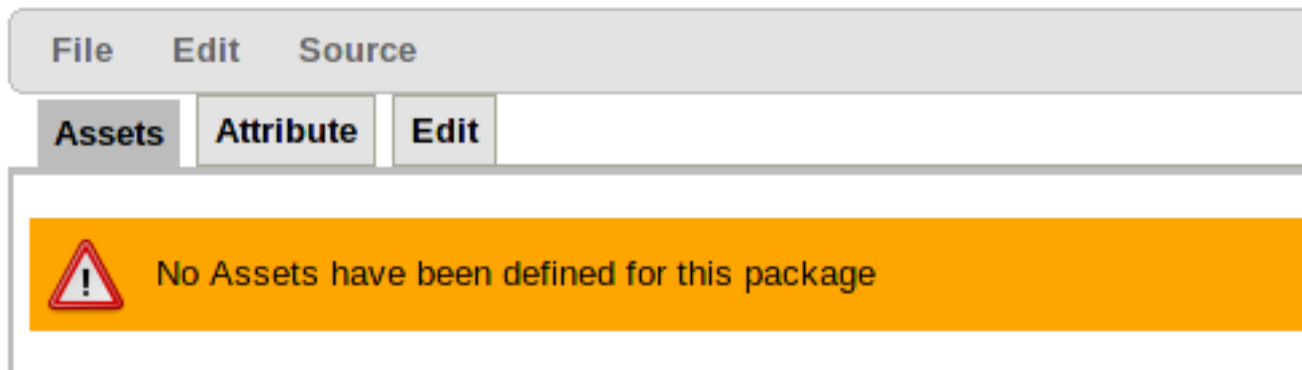 File Edit Source
Assets Attribute Edit
! No Assets have been defined for this package